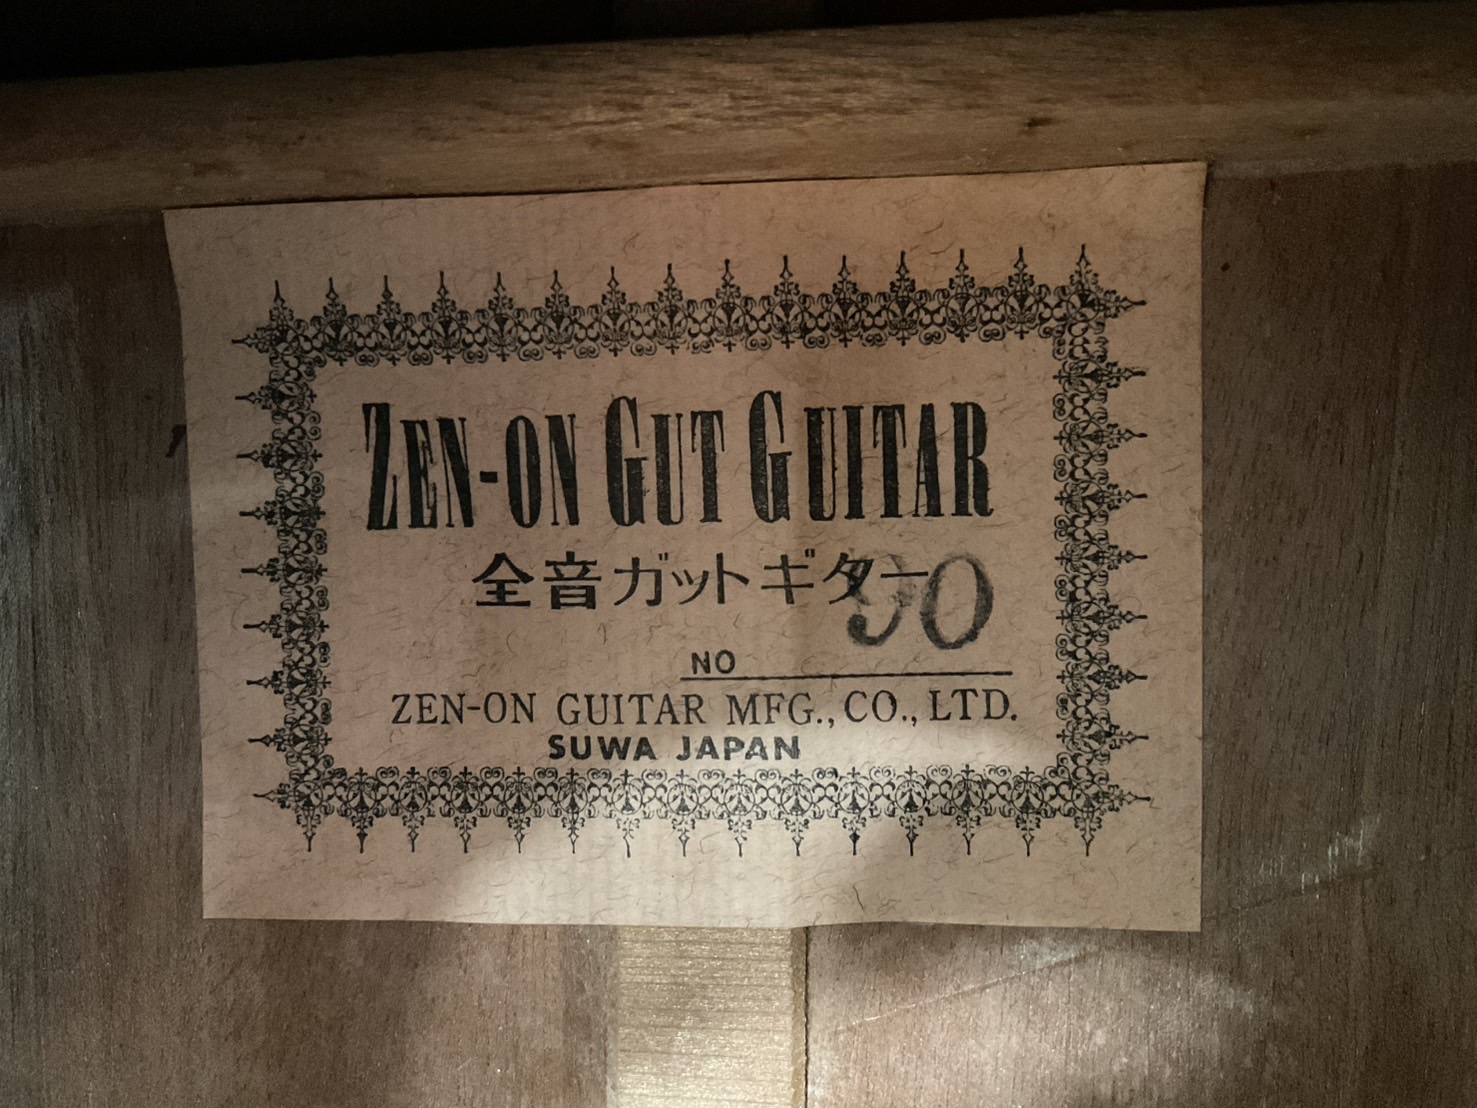 ZEN-ON GUT GUITAR
全音ガットギター
90
NO
ZEN-ON GUITAR MFG., CO., LTD.
SUWA JAPAN